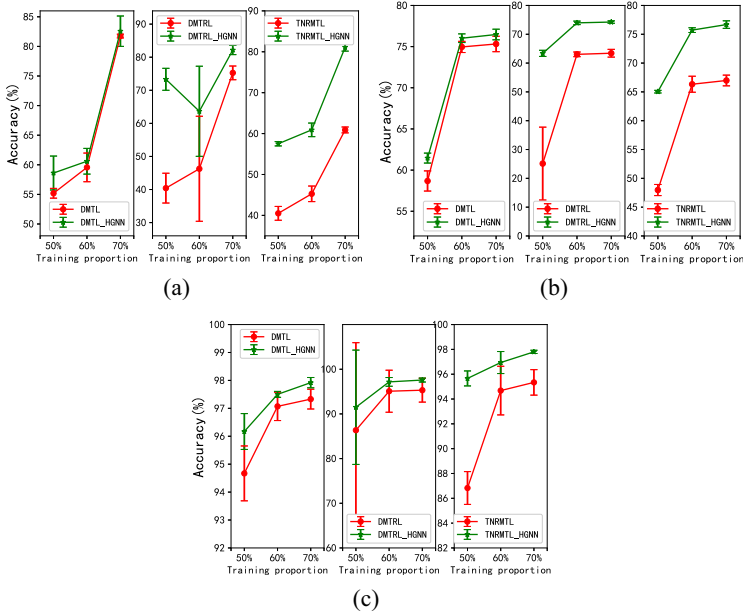 Accuracy(%)
85
80
75
70
65
60
55
50
DMTL
DMTL_HGNN
50%
60%
70%
Training proportion
90
80
70
60
50
40
30
DMTRL
DMTRL_HGNN
50%
60%
70%
Training proportion
90
80
70
60
50
40
TNRMTL
TNRMTL_HGNN
50%
60%
70%
Training proportion
(a)
Accuracy(%)
80
75
70
65
60
55
DMTL
DMTL_HGNN
50%
60%
70%
Training proportion
80
70
60
50
40
30
20
10
0
DMTRL
DMTRL_HGNN
50%
60%
70%
Training proportion
80
75
70
65
60
55
50
45
40
TNRMTL
TNRMTL_HGNN
50%
60%
70%
Training proportion
(b)
Accuracy(%)
100
99
98
97
96
95
94
93
92
DMTL
DMTL_HGNN
50%
60%
70%
Training proportion
100
90
80
70
60
DMTRL
DMTRL_HGNN
50%
60%
70%
Training proportion
100
98
96
94
92
90
88
86
84
82
TNRMTL
TNRMTL_HGNN
50%
60%
70%
Training proportion
(c)